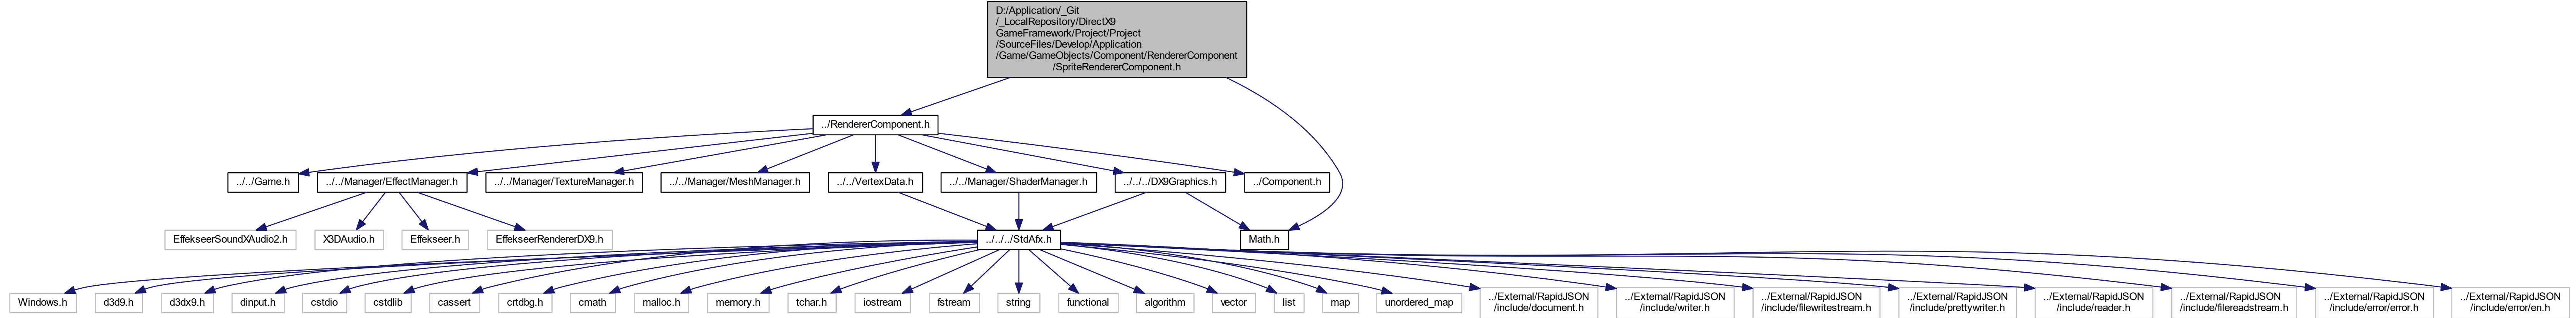 D:/Application/_Git
/_LocalRepository/DirectX9
GameFramework/Project/Project
/SourceFiles/Develop/Application
/Game/GameObjects/Component/RendererComponent
/SpriteRendererComponent.h
../RendererComponent.h
../../Game.h
../../Manager/EffectManager.h
../../Manager/TextureManager.h
../../Manager/MeshManager.h
../../VertexData.h
../../Manager/ShaderManager.h
../../../DX9Graphics.h
../Component.h
EffekseerSoundXAudio2.h
X3DAudio.h
Effekseer.h
EffekseerRendererDX9.h
../../../StdAfx.h
Math.h
Windows.h
d3d9.h
d3dx9.h
dinput.h
cstdio
cstdlib
cassert
crtdbg.h
cmath
malloc.h
memory.h
tchar.h
iostream
fstream
string
functional
algorithm
vector
list
map
unordered_map
../External/RapidJSON
/include/document.h
../External/RapidJSON
/include/writer.h
../External/RapidJSON
/include/filewritestream.h
../External/RapidJSON
/include/prettywriter.h
../External/RapidJSON
/include/reader.h
../External/RapidJSON
/include/filereadstream.h
../External/RapidJSON
/include/error/error.h
../External/RapidJSON
/include/error/en.h